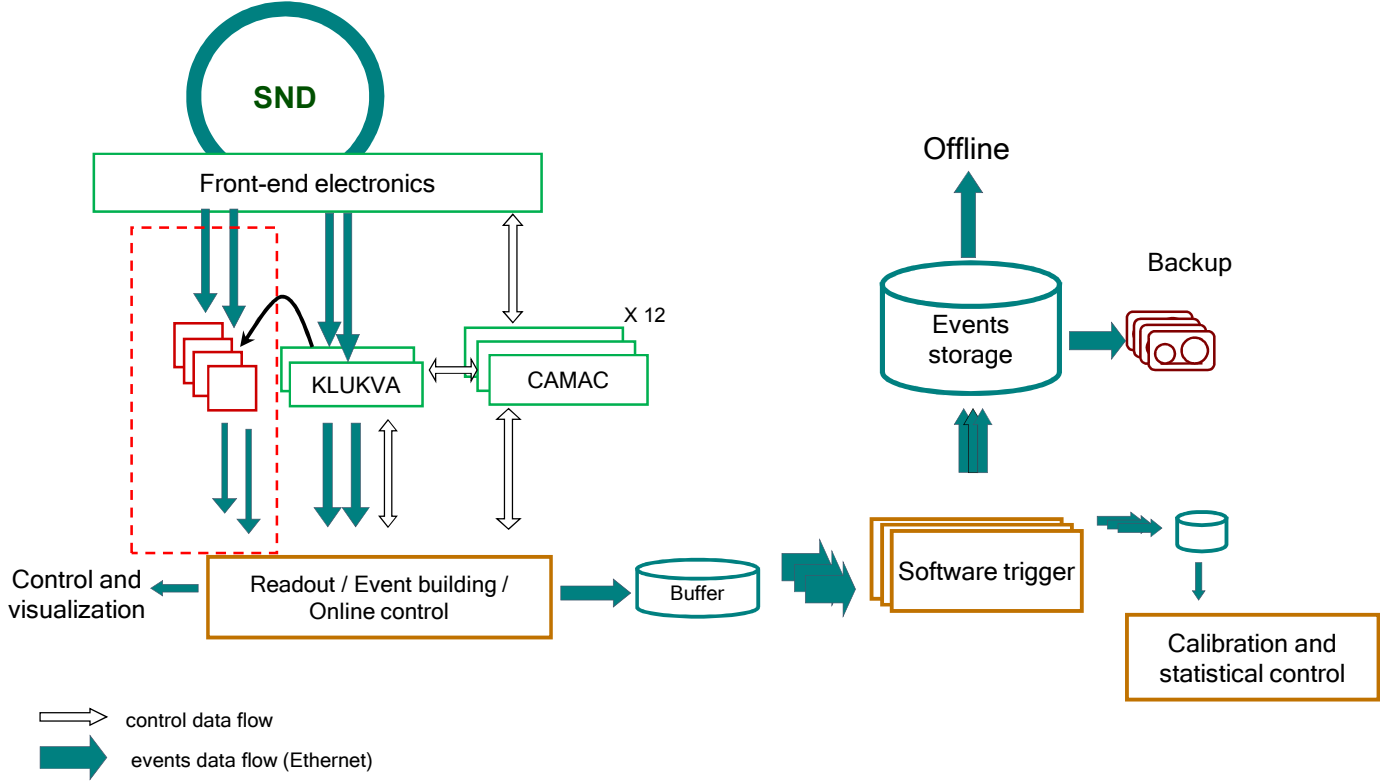 SND
Front-end electronics
X 12
KLUKVA
CAMAC
Readout / Event building /
Online control
Control and
visualization
Buffer
Software trigger
Offline
Events
storage
Backup
Calibration and
statistical control
control data flow
events data flow (Ethernet)